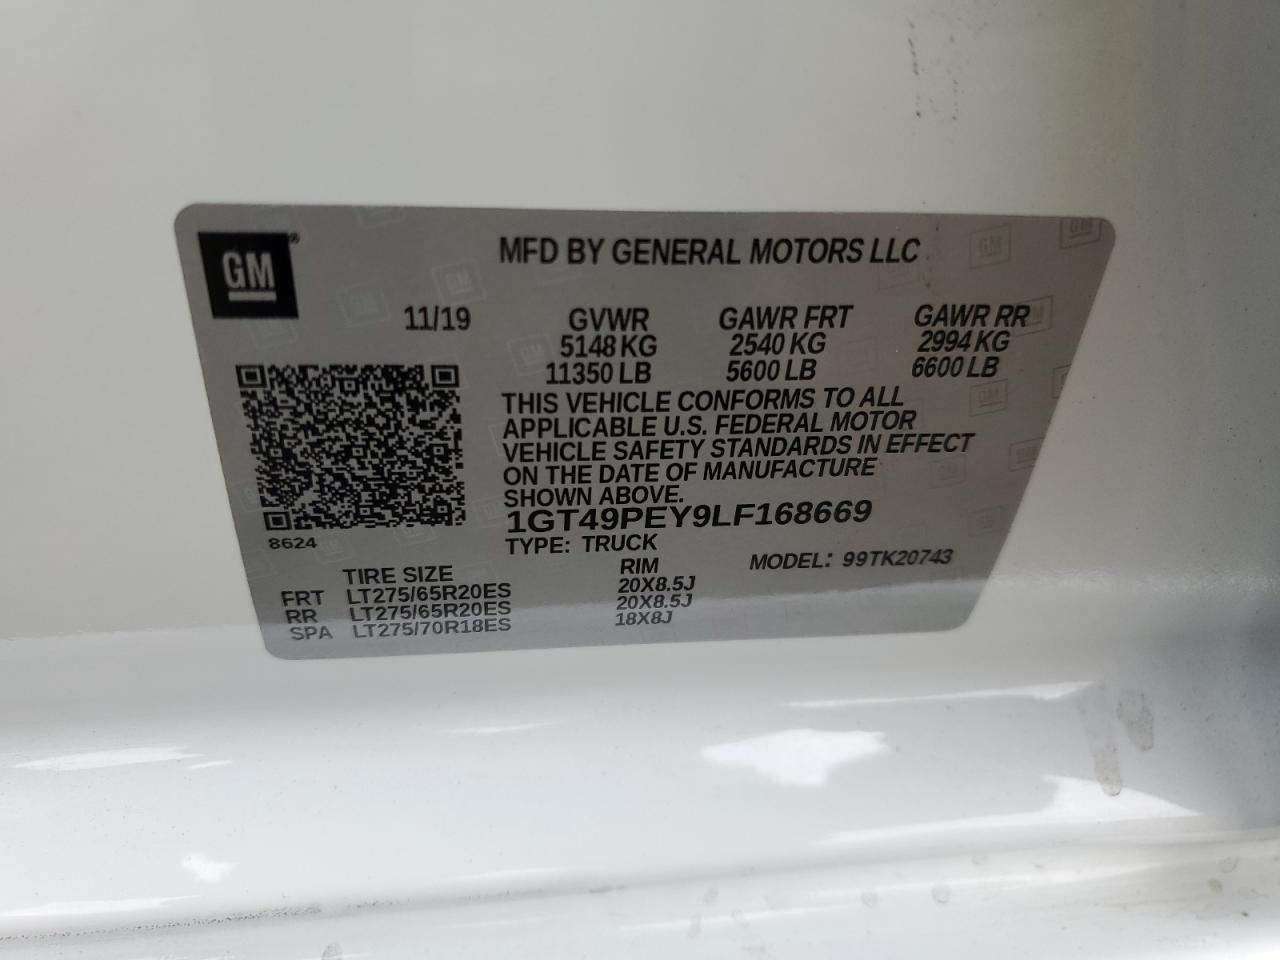 GM®
MFD BY GENERAL MOTORS LLC
11/19 GVWR GAWR FRT GAWR RR
5148 KG 2540 KG 2994 KG
11350 LB 5600 LB 6600 LB
THIS VEHICLE CONFORMS TO ALL
APPLICABLE U.S. FEDERAL MOTOR
VEHICLE SAFETY STANDARDS IN EFFECT
ON THE DATE OF MANUFACTURE
SHOWN ABOVE.
1GT49PEY9LF168669
8624
TYPE: TRUCK
MODEL: 99TK20743
TIRE SIZE RIM
FRT LT275/65R20ES 20X8.5J
RR LT275/65R20ES 20X8.5J
SPA LT275/70R18ES 18X8J